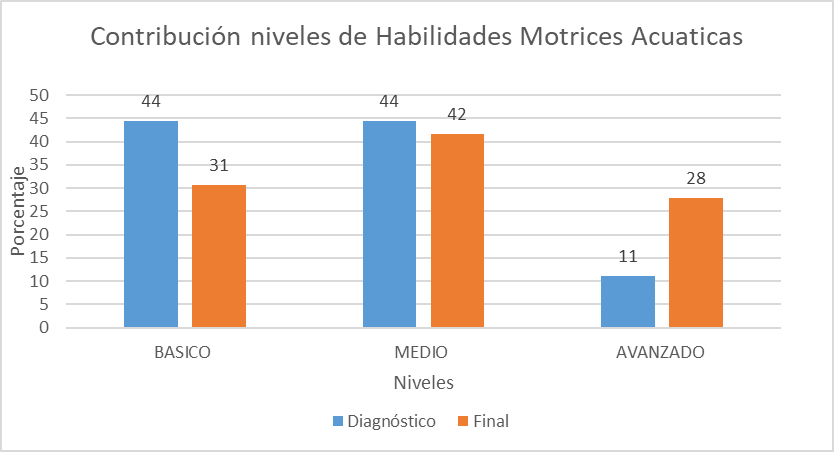 Contribución niveles de Habilidades Motrices Acuaticas
50
45
40
35
30
25
20
15
10
5
0
Porcentaje
44
31
44
42
11
28
BASICO
MEDIO
AVANZADO
Niveles
Diagnóstico
Final